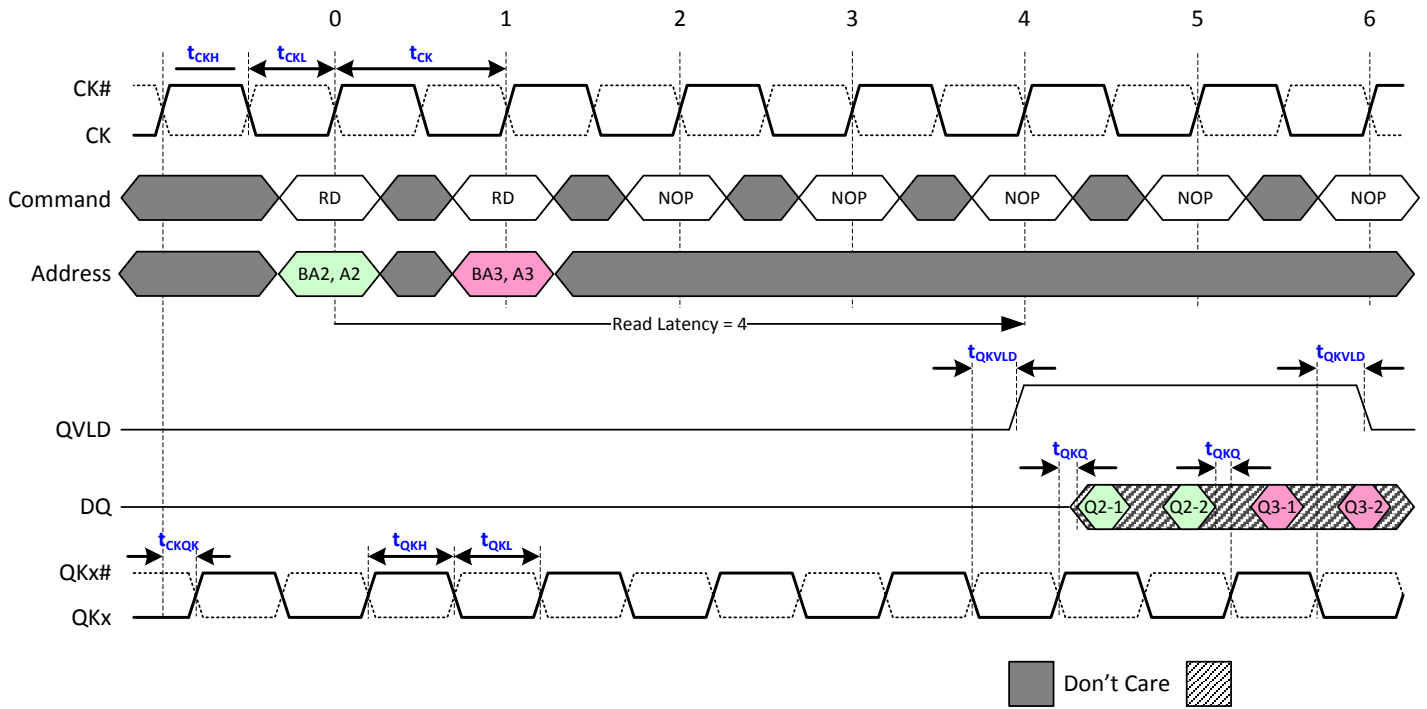 0 1 2 3 4 5 6
tCKH tCKL tCK
CK#
CK
Command RD RD NOP NOP NOP NOP NOP
Address BA2, A2 BA3, A3
Read Latency = 4
tQKVLD tQKVLD
QVLD
tQKQ tQKQ
DQ Q2-1 Q2-2 Q3-1 Q3-2
tCKQK tQKH tQKL
QKx#
QKx
Don't Care